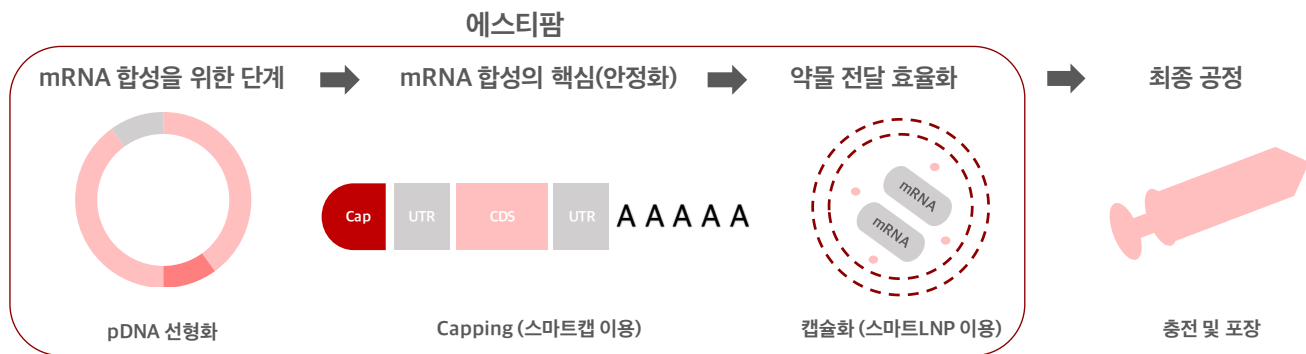 에스티팜
mRNA 합성을 위한 단계
mRNA 합성의 핵심(안정화)
약물 전달 효율화
최종 공정
Cap
UTR
CDS
UTR
A A A A A
mRNA
mRNA
pDNA 선형화
Capping (스마트캡 이용)
캡슐화 (스마트LNP 이용)
충전 및 포장